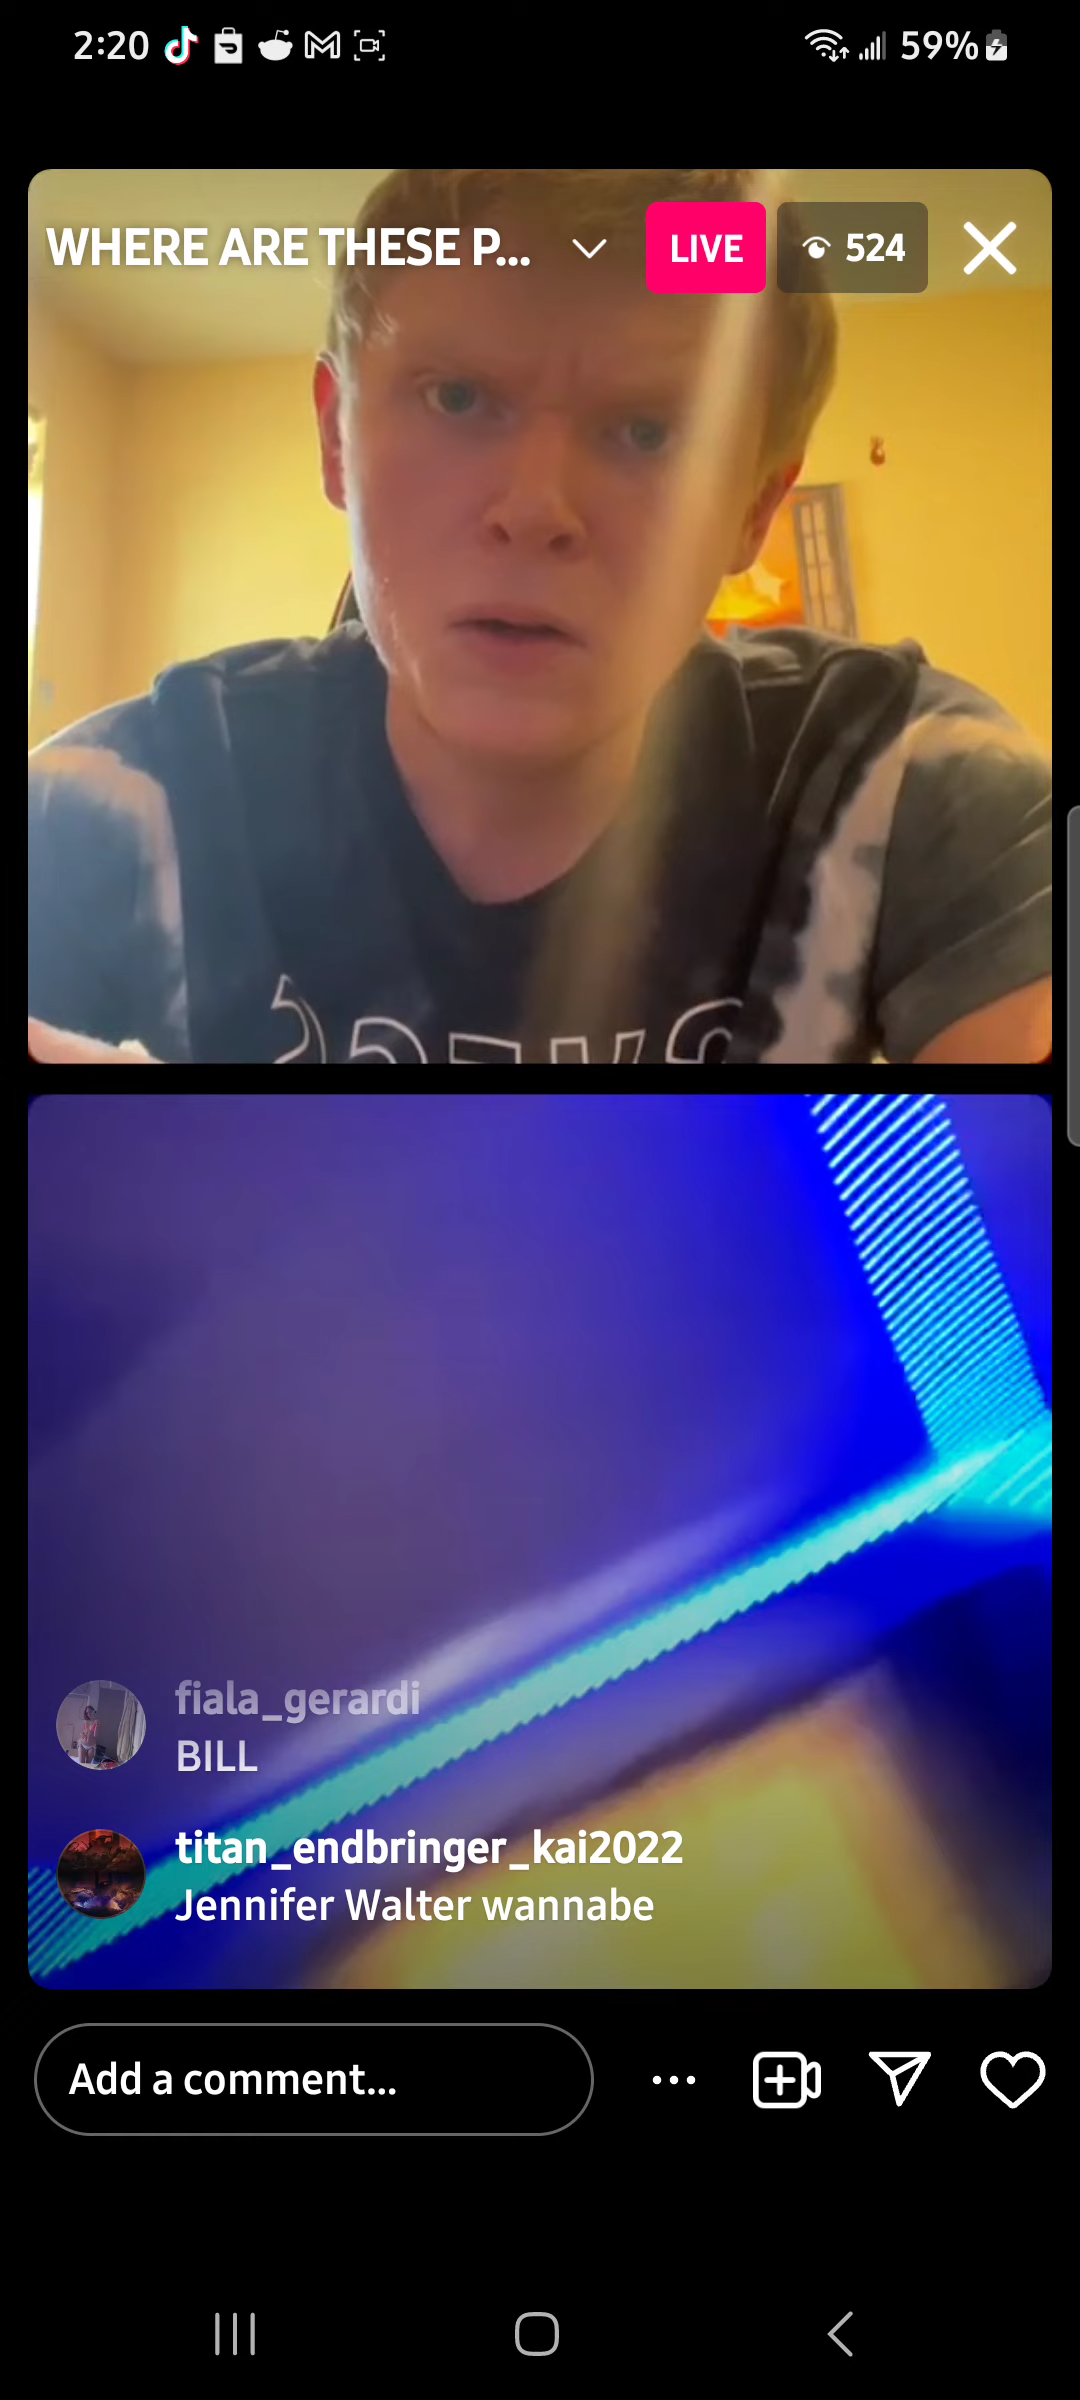 2:20
59%
WHERE ARE THESE P...
LIVE
524
fiala_gerardi
BILL
titan_endbringer_kai2022
Jennifer Walter wannabe
Add a comment...